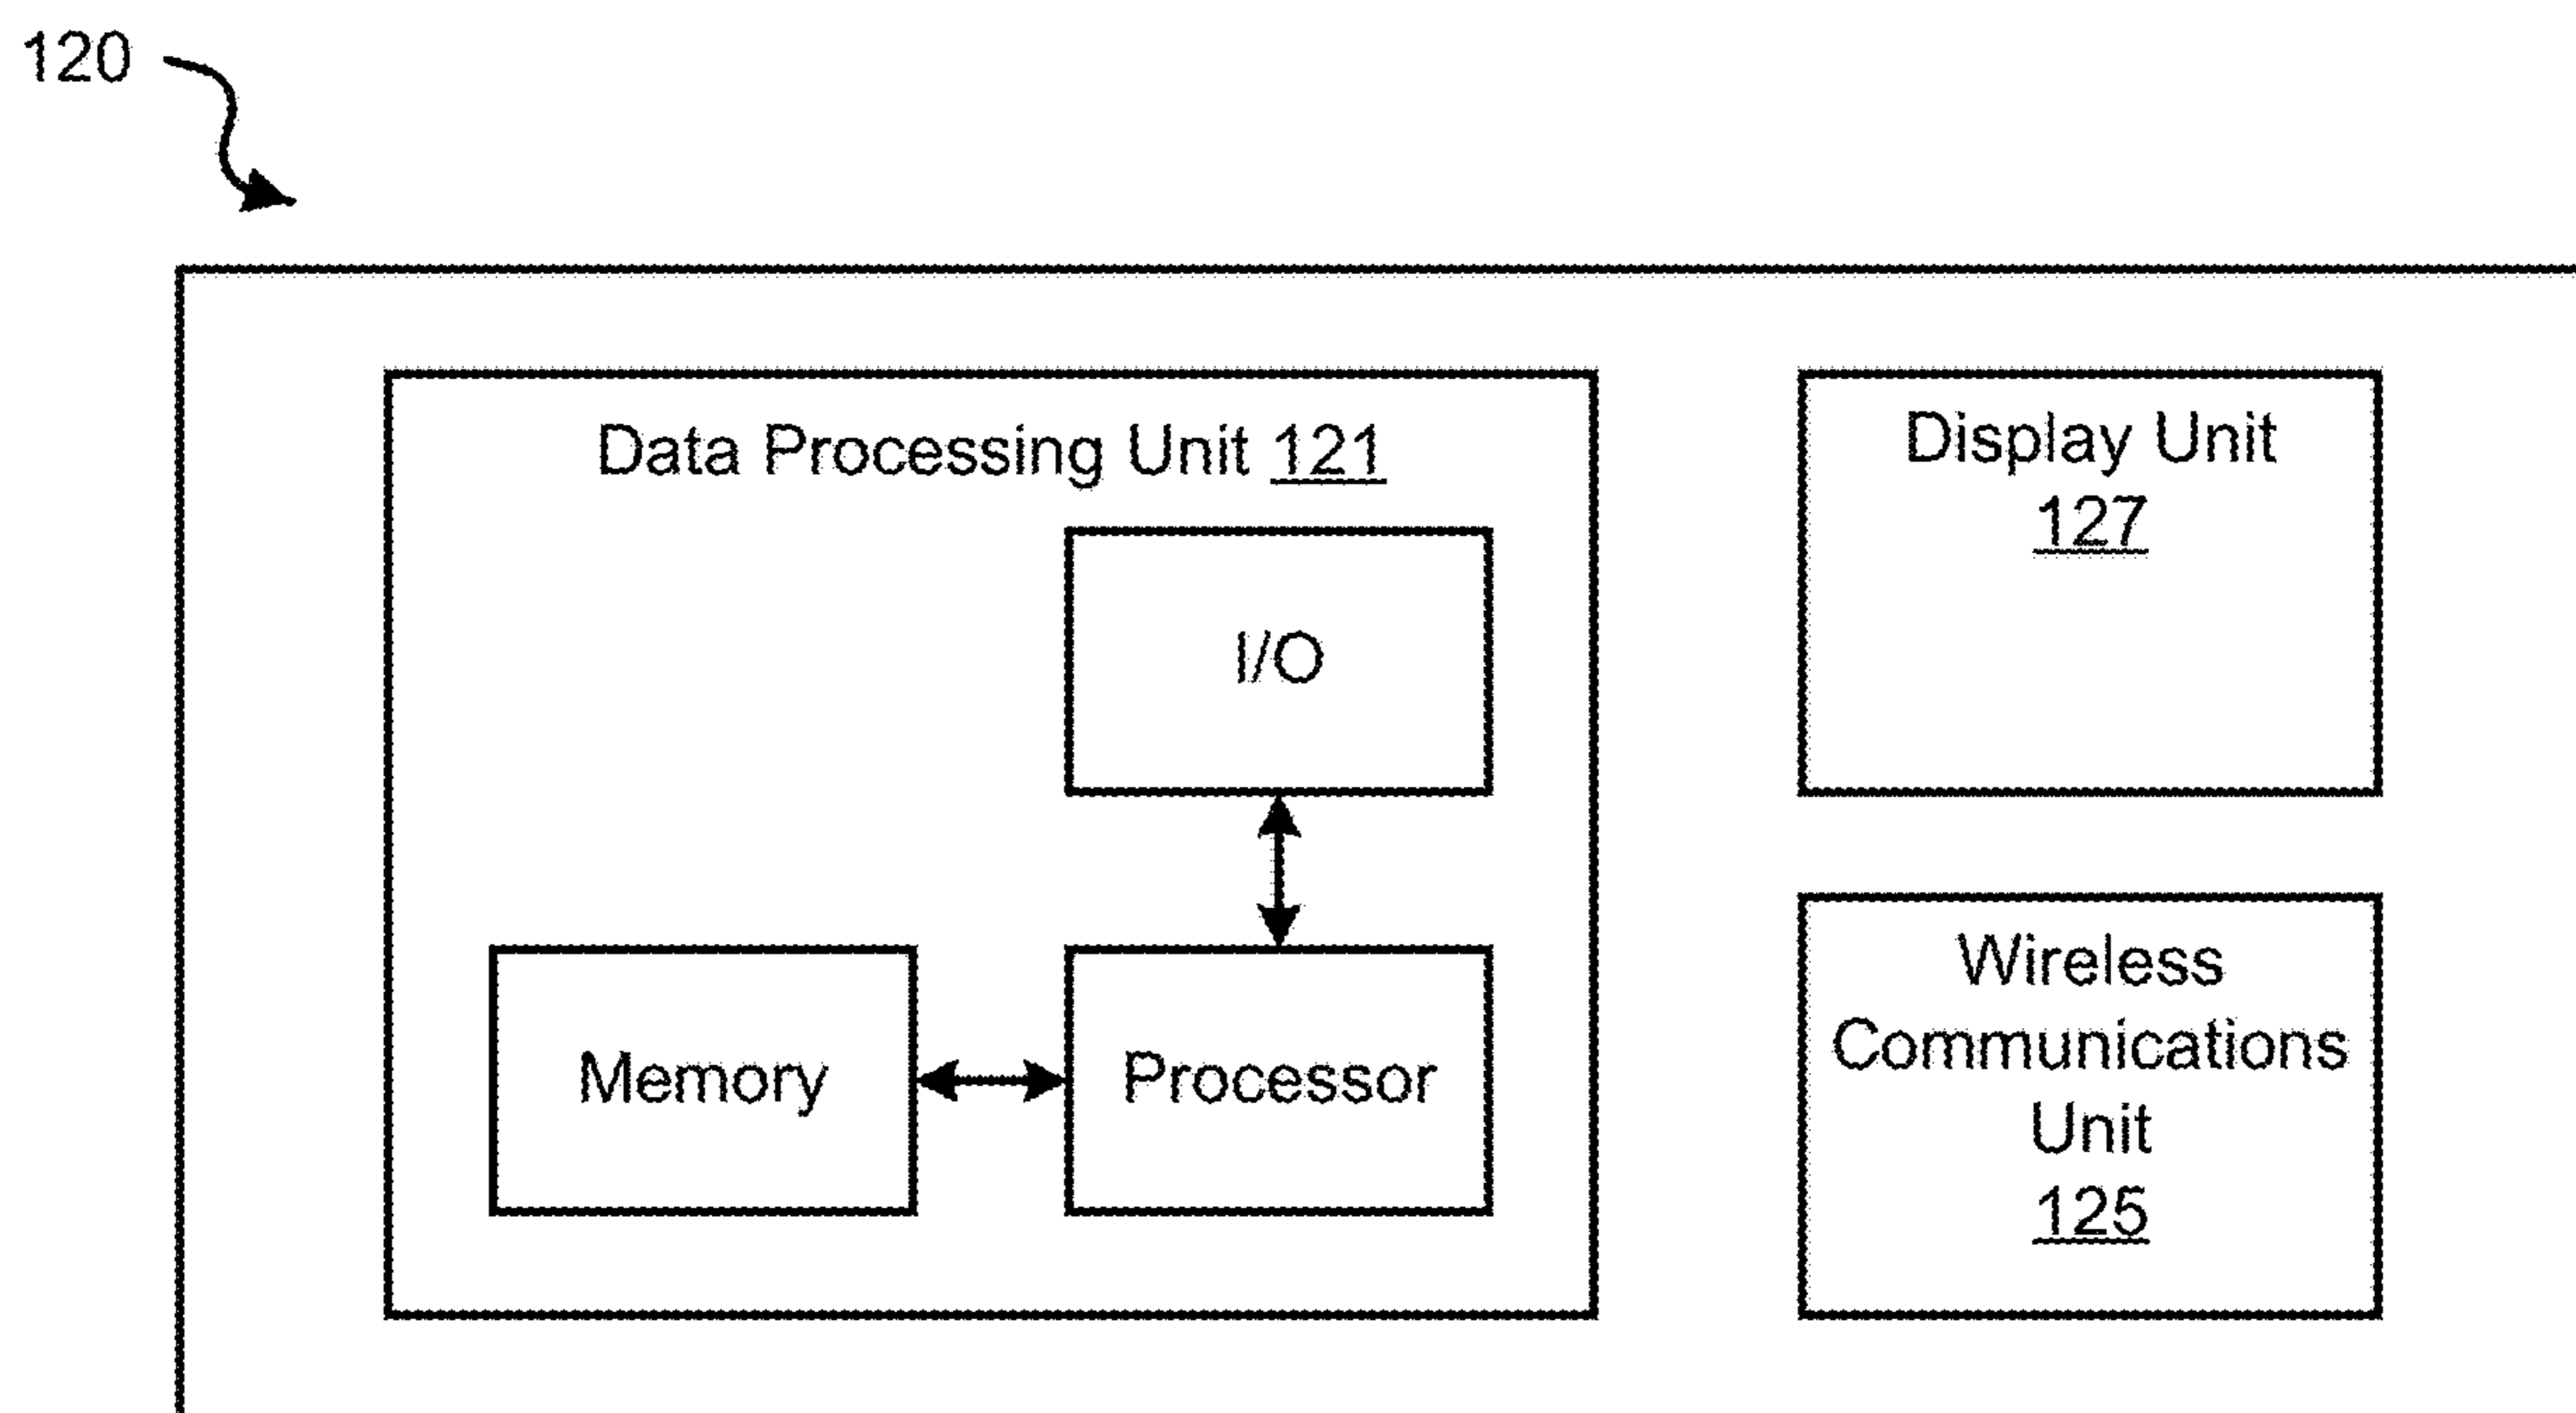 120
Data Processing Unit 121
I/O
Memory
Processor
Display Unit
127
Wireless
Communications
Unit
125